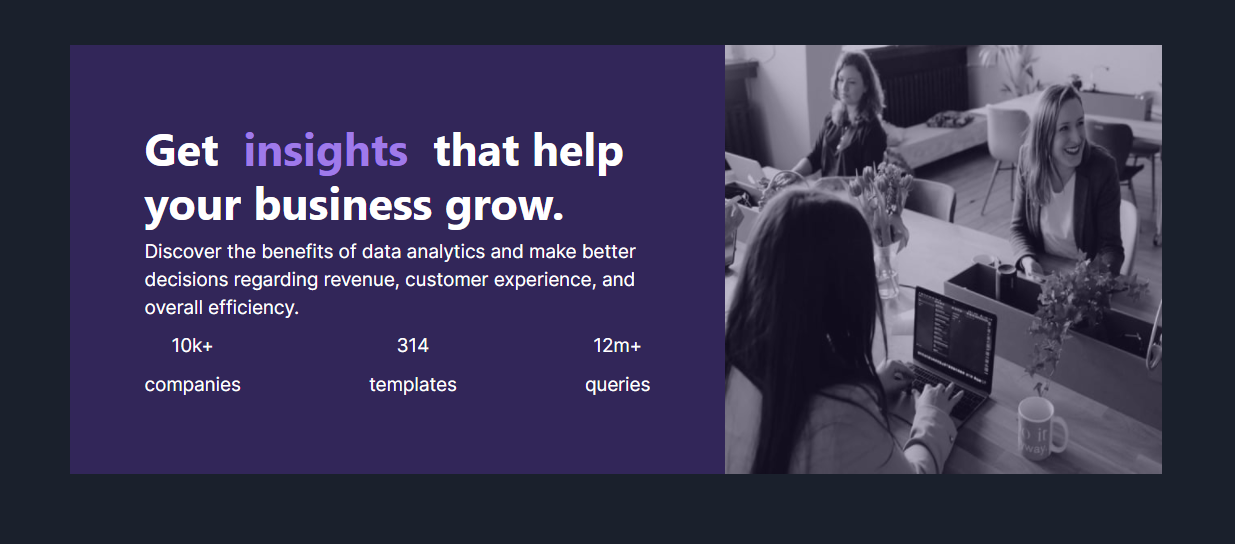 Get insights that help
your business grow.
Discover the benefits of data analytics and make better
decisions regarding revenue, customer experience, and
overall efficiency.
10k+ 314 12m+
companies templates queries